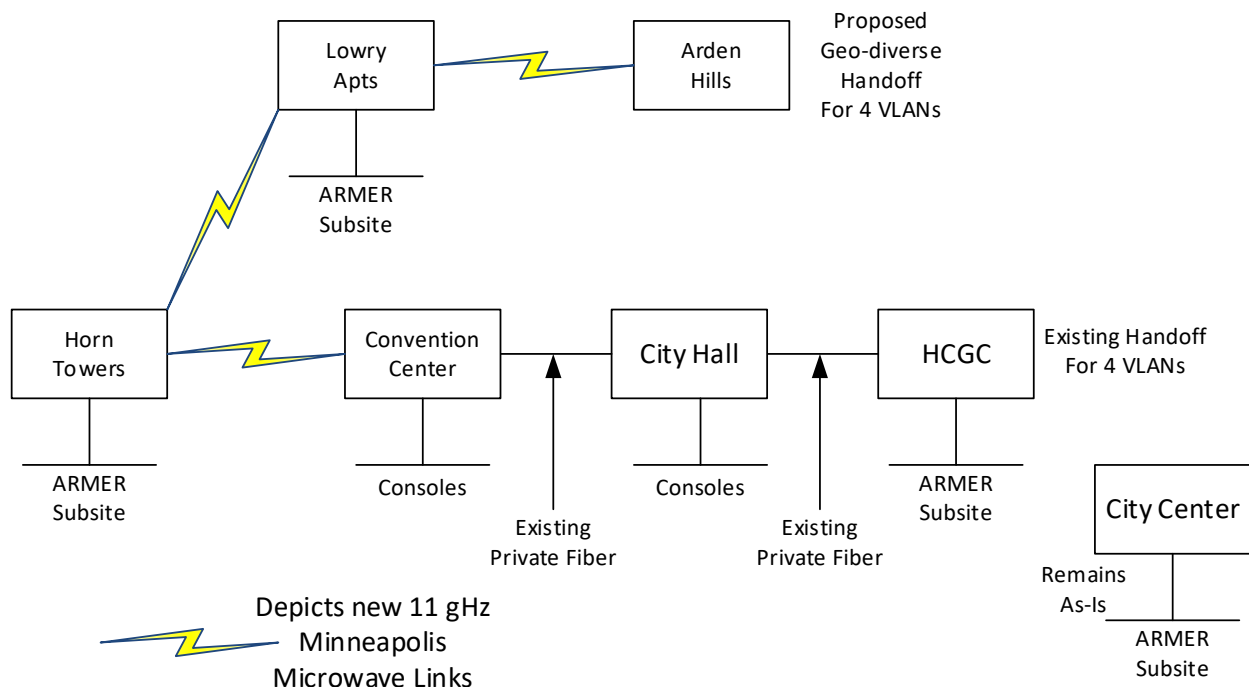 Lowry
Apts
Arden
Hills
Proposed
Geo-diverse
Handoff
For 4 VLANs
ARMER
Subsite
Horn
Towers
Convention
Center
City Hall
HCGC
Existing Handoff
For 4 VLANs
ARMER
Subsite
Consoles
Consoles
ARMER
Subsite
City Center
Existing
Private Fiber
Existing
Private Fiber
Remains
As-Is
ARMER
Subsite
Depicts new 11 gHz
Minneapolis
Microwave Links